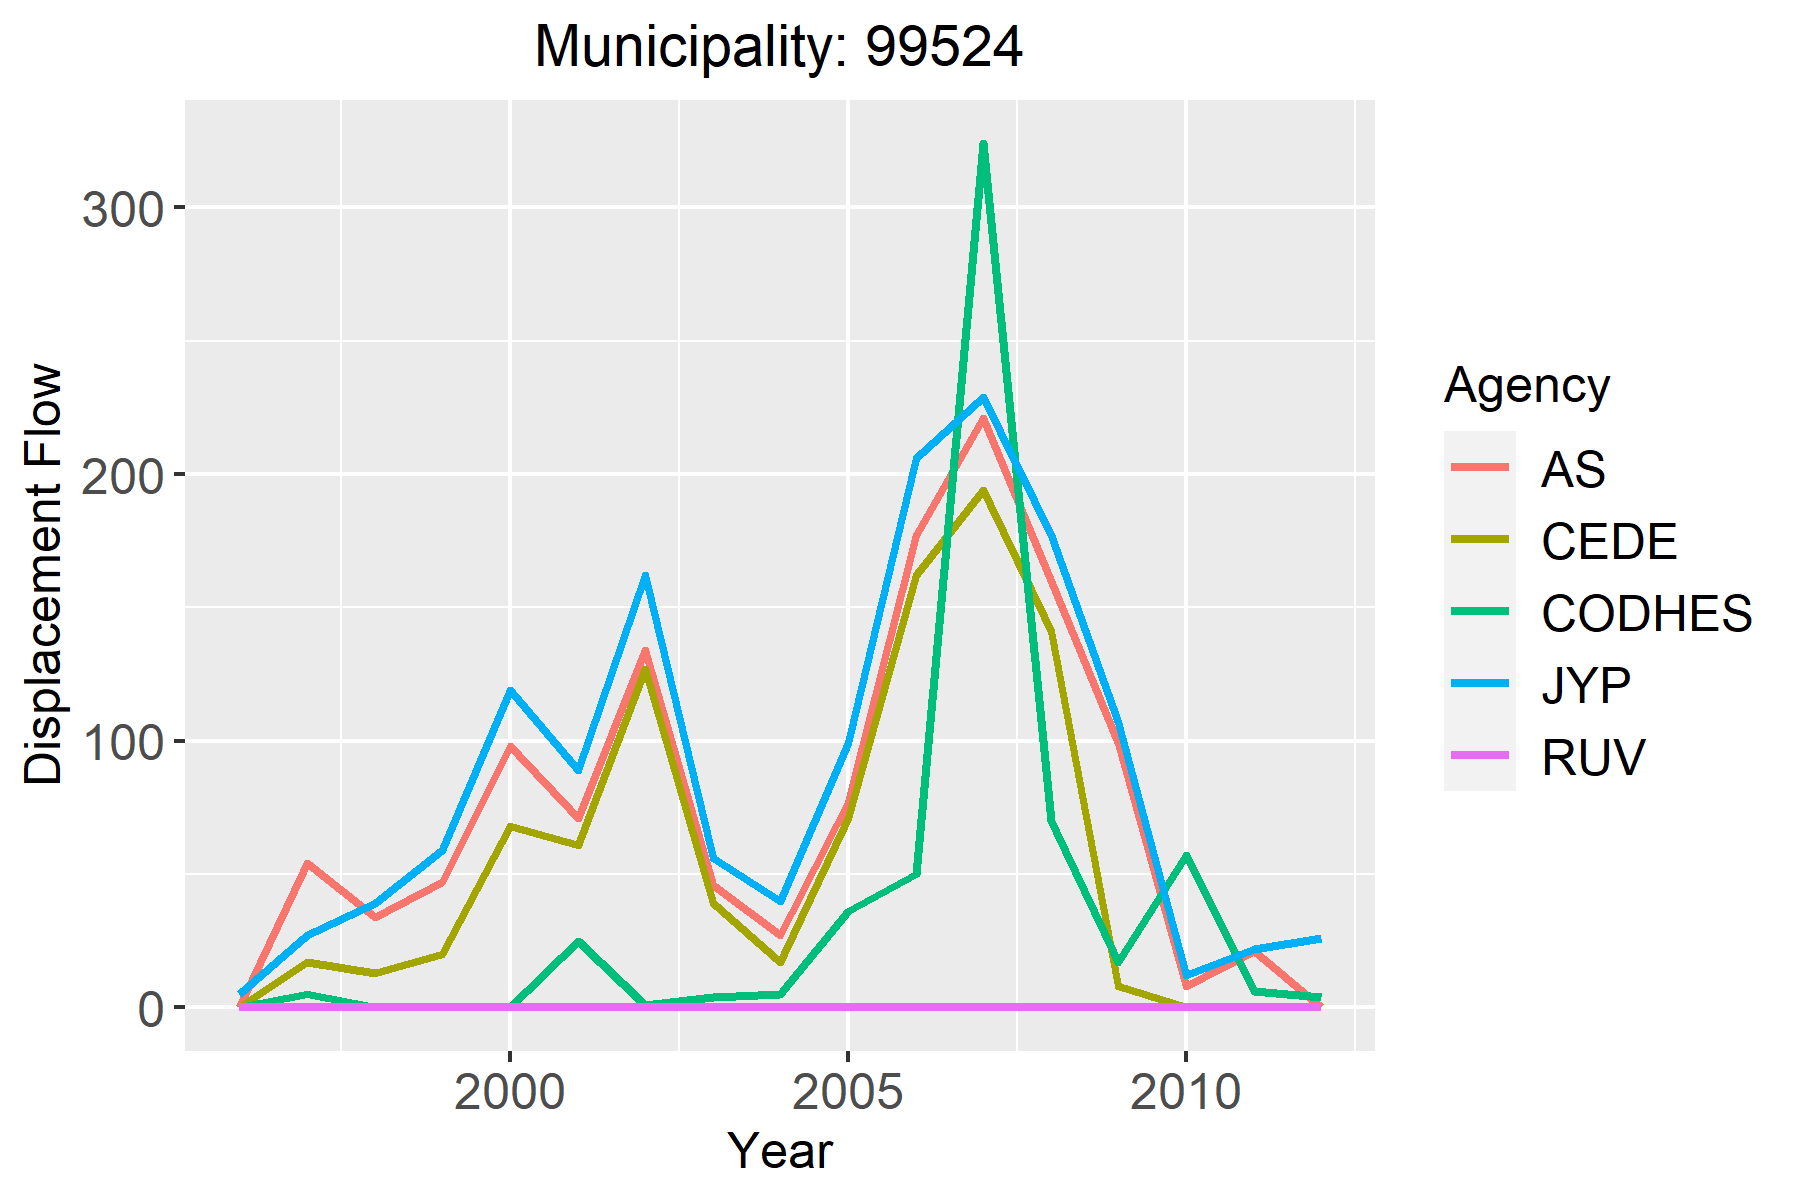 Municipality: 99524
Displacement Flow
300
200
100
0
2000 2005 2010
Year
Agency
AS
CEDE
CODHES
JYP
RUV